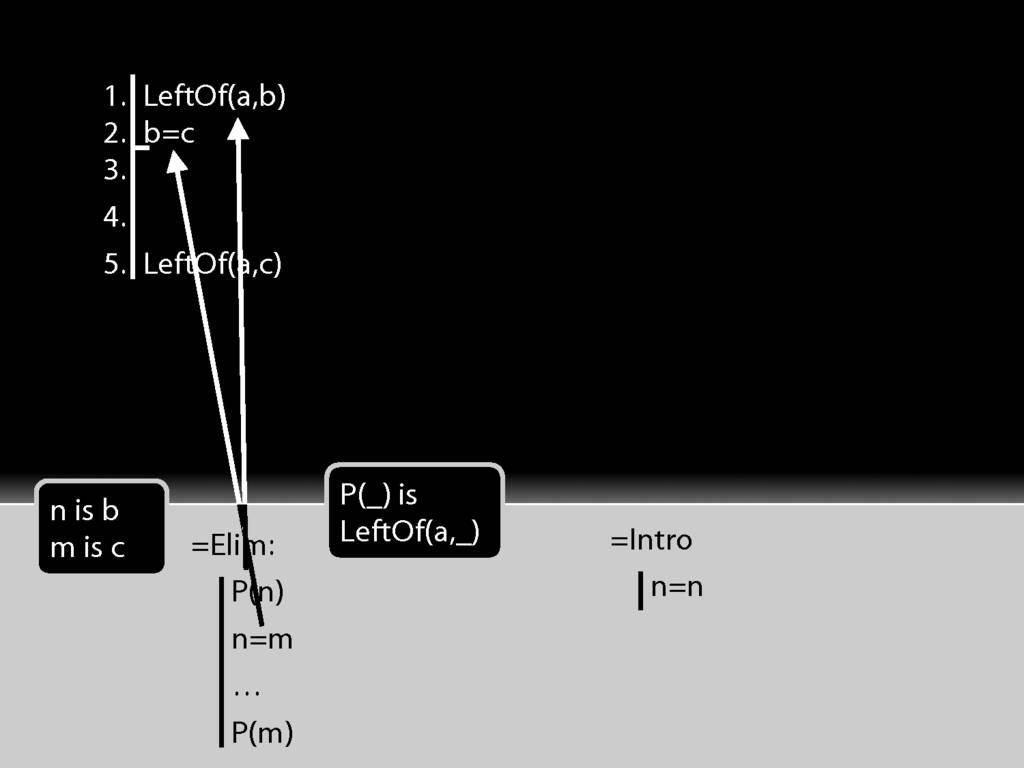 1. LeftOf(a,b)
2. b=c
3.
4.
5. LeftOf(a,c)
n is b
m is c
P(_) is
LeftOf(a,_)
=Elim:
P(n)
n=m
…
P(m)
=Intro
n=n